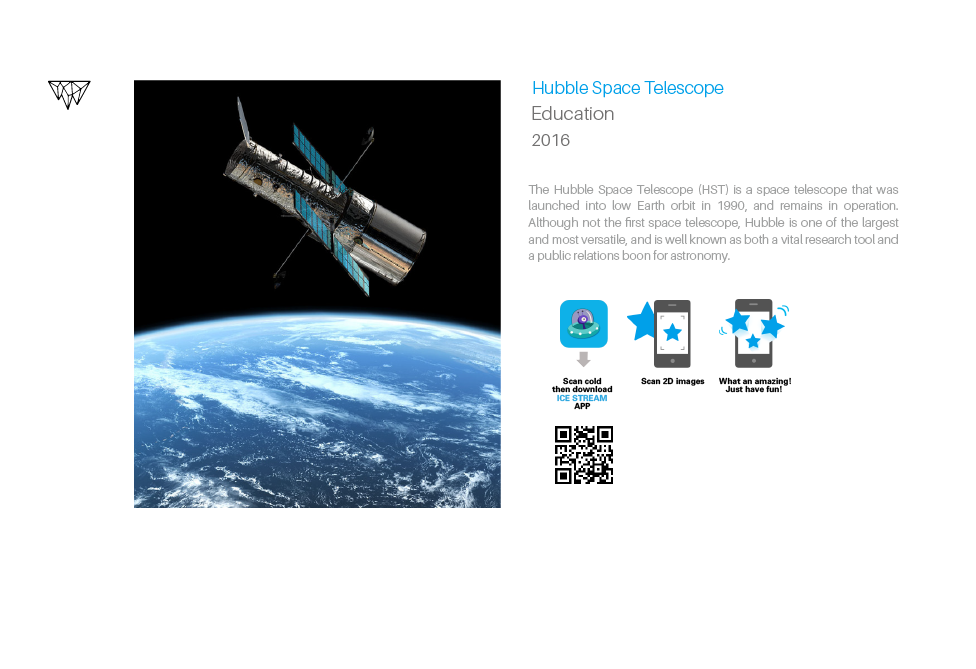 Hubble Space Telescope
Education
2016
The Hubble Space Telescope (HST) is a space telescope that was
launched into low Earth orbit in 1990, and remains in operation.
Although not the first space telescope, Hubble is one of the largest
and most versatile, and is well known as both a vital research tool and
a public relations boon for astronomy.
Scan cold
then download
ICE STREAM
APP
Scan 2D images
What an amazing!
Just have fun!